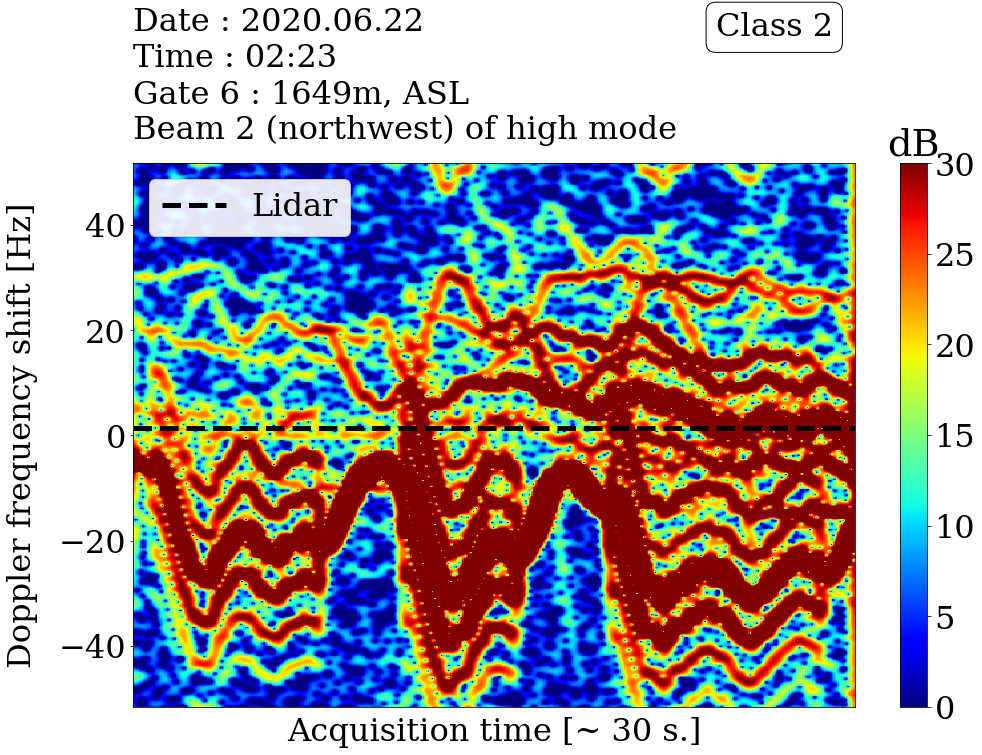 Date : 2020.06.22
Class 2
Time : 02:23
Gate 6 : 1649m, ASL
Beam 2 (northwest) of high mode
dB
Lidar
Doppler frequency shift [Hz]
40
20
0
−20
−40
30
25
20
15
10
5
0
Acquisition time [~ 30 s.]